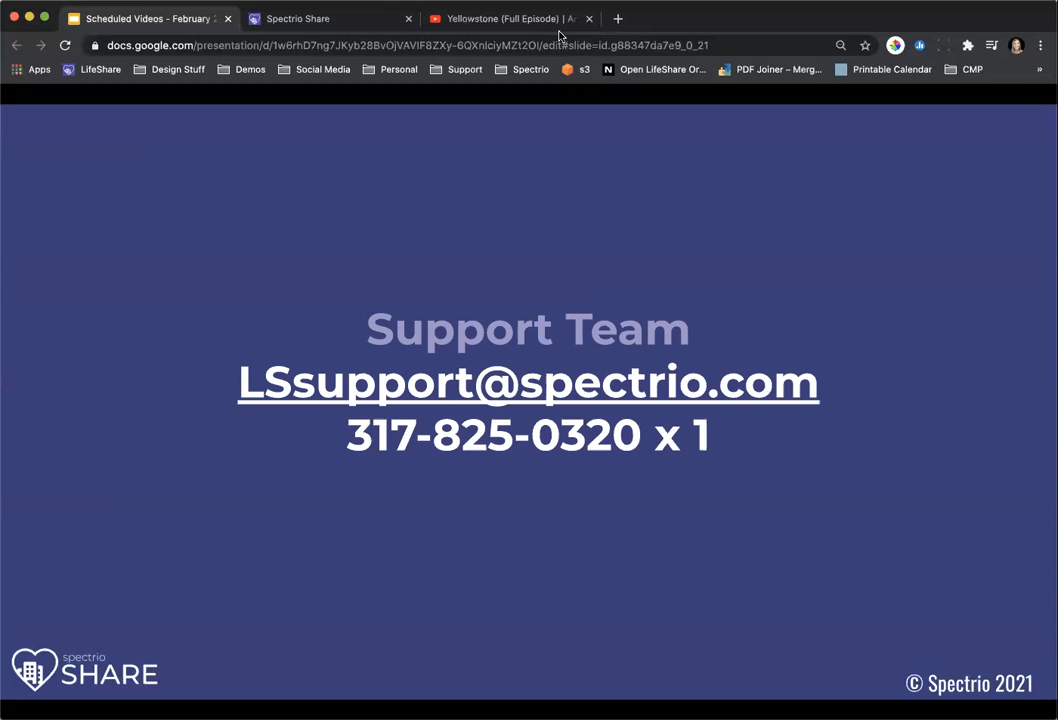 Scheduled Videos - February 2
Spectrio Share
Yellowstone (Full Episode) | A
docs.google.com/presentation/d/1w6rhD7ng7JKyb28BvOjVAVIF8ZXy-6QXnlciyMZt2OI/edit#slide=id.g88347da7e9_0_21
Apps
LifeShare
Design Stuff
Demos
Social Media
Personal
Support
Spectrio
s3
Open LifeShare Or...
PDF Joiner – Merg...
Printable Calendar
CMP
»
Support Team
LSsupport@spectrio.com
317-825-0320 x 1
spectrio
SHARE
© Spectrio 2021